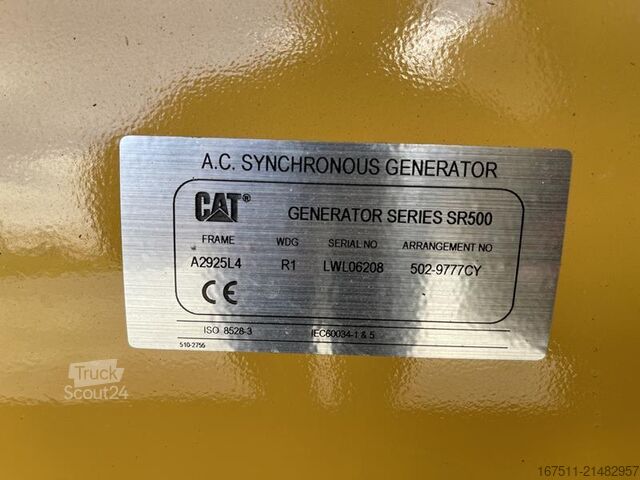 A.C. SYNCHRONOUS GENERATOR
CAT® GENERATOR SERIES SR500
FRAME WDG SERIAL NO ARRANGEMENT NO
A2925L4 R1 LWL06208 502-9777CY
CE
ISO 8528-3 IEC60034-1 & 5
510-2756
Truck
Scout24
167511-21482957